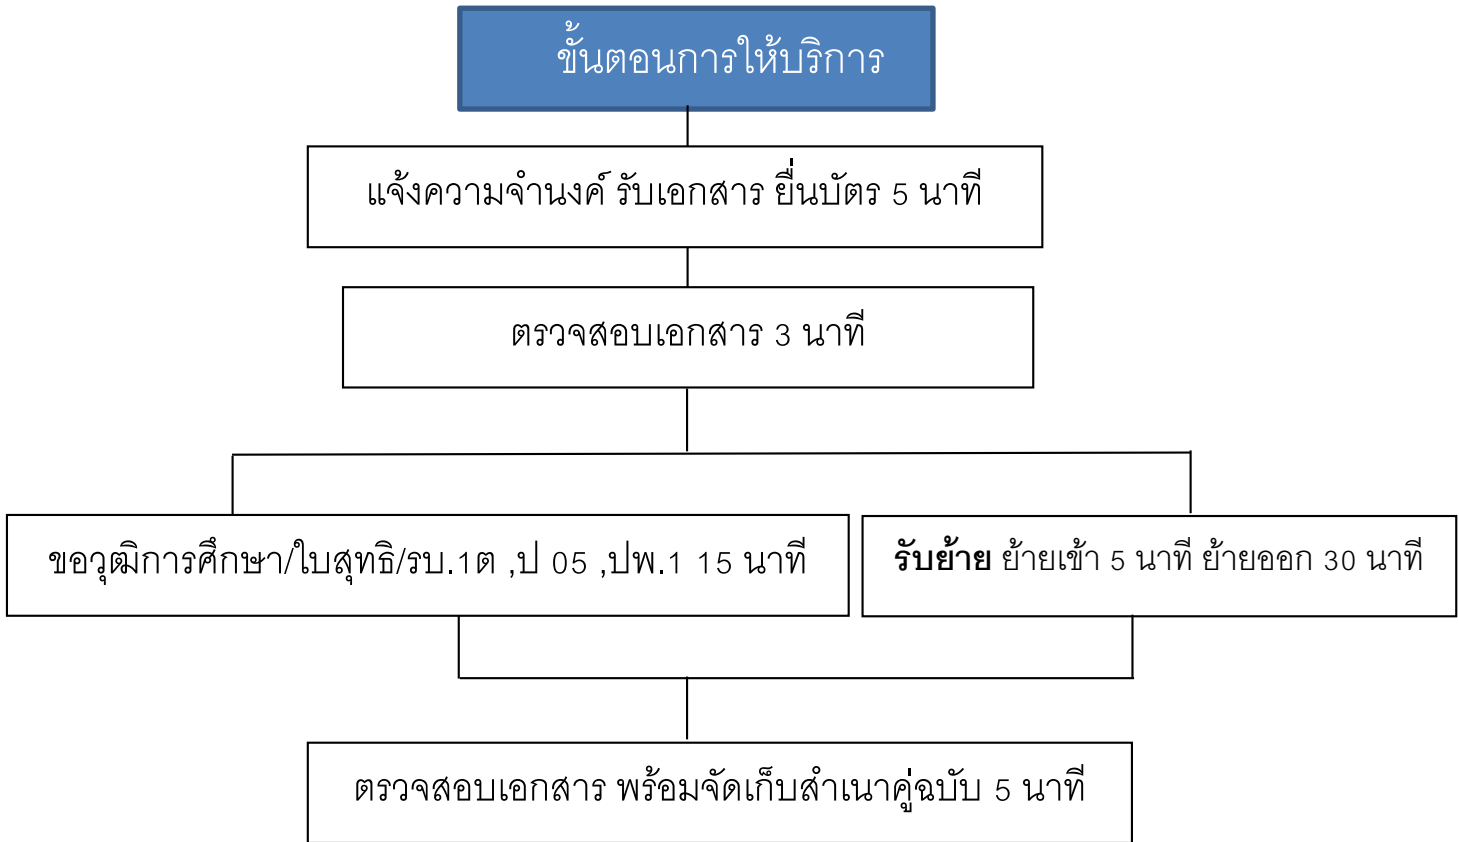 ขั้นตอนการให้บริการ
แจ้งความจำนงค์ รับเอกสาร ยื่นบัตร 5 นาที
ตรวจสอบเอกสาร 3 นาที
ขอวุฒิการศึกษา/ใบสุทธิ/รบ.1ต ,ป 05 ,ปพ.1 15 นาที
รับย้าย ย้ายเข้า 5 นาที ย้ายออก 30 นาที
ตรวจสอบเอกสาร พร้อมจัดเก็บสำเนาคู่ฉบับ 5 นาที